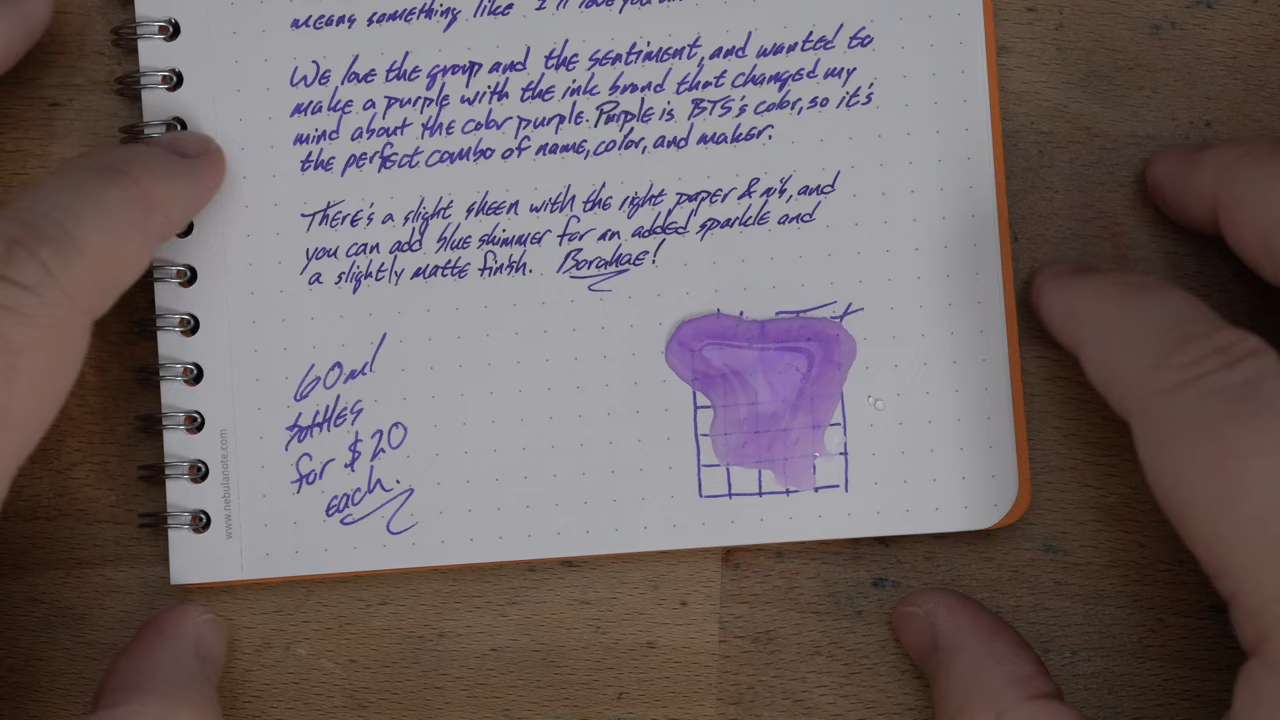 means something like "I'll love you
We love the group and the sentiment, and wanted to
make a purple with the ink brand that changed my
mind about the color purple. Purple is BTS's color, so it's
the perfect combo of name, color, and maker.
There's a slight sheen with the right paper & nib, and
you can add blue shimmer for an added sparkle and
a slightly matte finish. Borahae!
60ml
bottles
for $20
each.
www.nebulanote.com